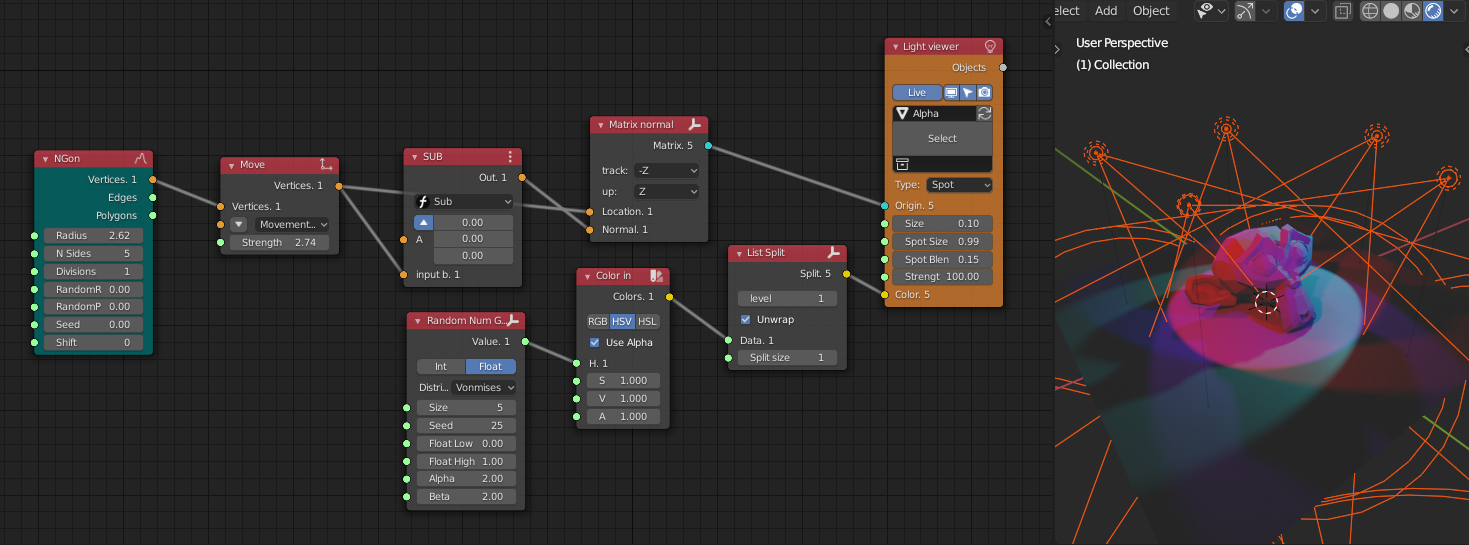 NGon
Vertices. 1
Edges
Polygons
Radius 2.62
N Sides 5
Divisions 1
RandomR 0.00
RandomP 0.00
Seed 0.00
Shift 0
Move
Vertices. 1
Vertices. 1
Movement...
Strength 2.74
SUB
Out. 1
Sub
0.00
A 0.00
0.00
input b. 1
Random Num G...
Value. 1
Int Float
Distri... Vonmises
Size 5
Seed 25
Float Low 0.00
Float High 1.00
Alpha 2.00
Beta 2.00
Matrix normal
Matrix. 5
track: -Z
up: Z
Location. 1
Normal. 1
Color in
Colors. 1
RGB HSV HSL
Use Alpha
H. 1
S 1.000
V 1.000
A 1.000
List Split
Split. 5
level 1
Unwrap
Data. 1
Split size 1
Light viewer
Objects
Live
Alpha
Select
Type: Spot
Origin. 5
Size 0.10
Spot Size 0.99
Spot Blen 0.15
Strengt 100.00
Color. 5
elect Add Object
User Perspective
(1) Collection